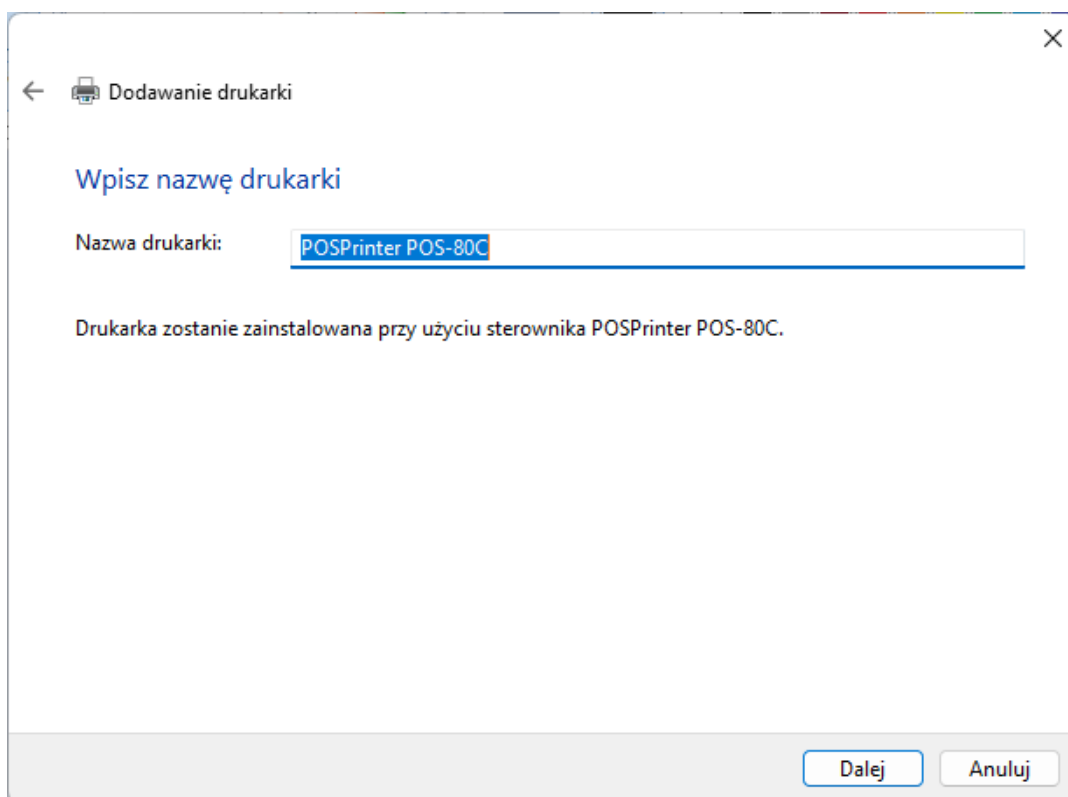 Dodawanie drukarki
Wpisz nazwę drukarki
Nazwa drukarki: POSPrinter POS-80C
Drukarka zostanie zainstalowana przy użyciu sterownika POSPrinter POS-80C.
Dalej Anuluj